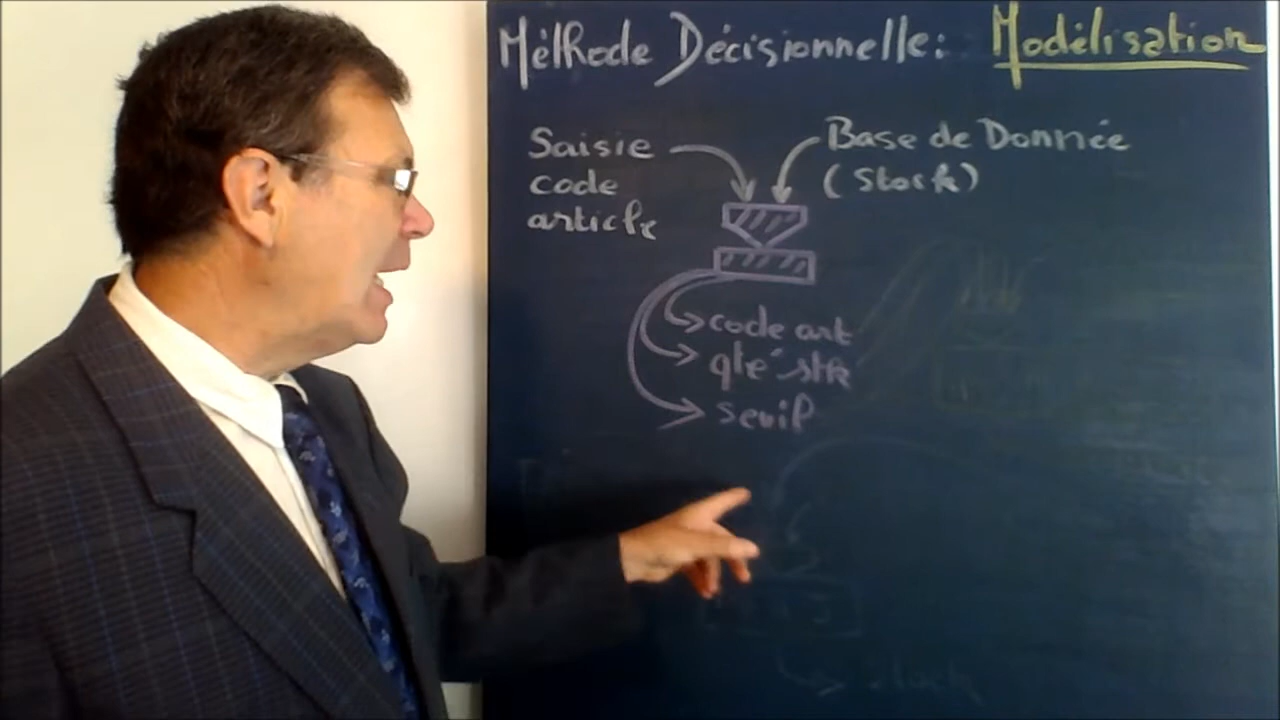 Méthode Décisionnelle: Modélisation
Saisie
code
article
Base de Donnée
(Stock)
code art
qté stk
seuil